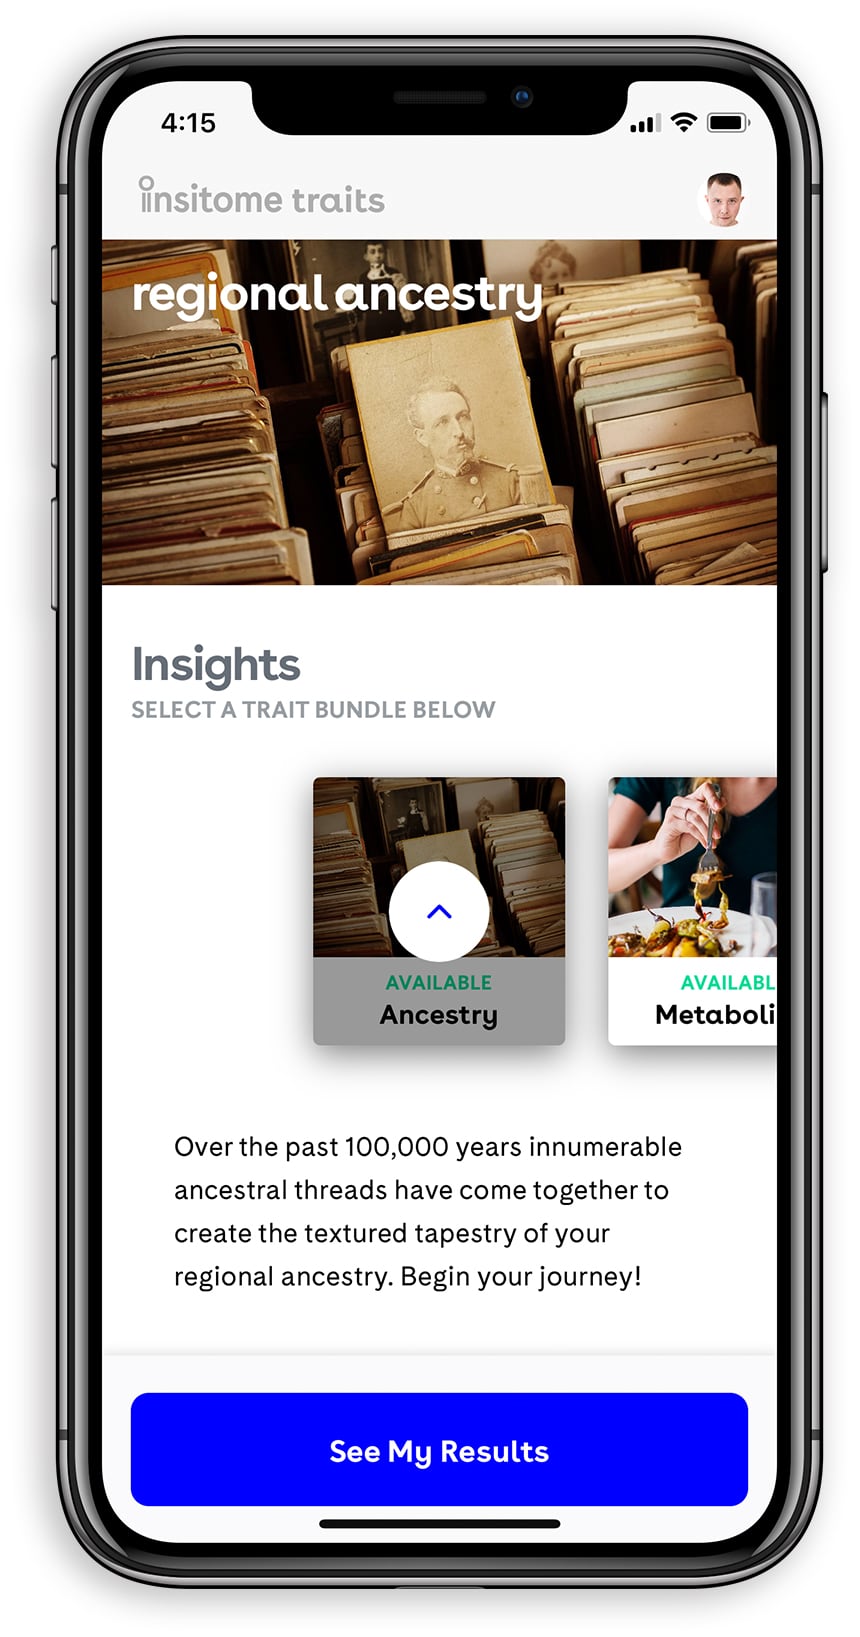 4:15
insitome traits
regional ancestry
Insights
SELECT A TRAIT BUNDLE BELOW
AVAILABLE
Ancestry
AVAILABL
Metaboli
Over the past 100,000 years innumerable
ancestral threads have come together to
create the textured tapestry of your
regional ancestry. Begin your journey!
See My Results